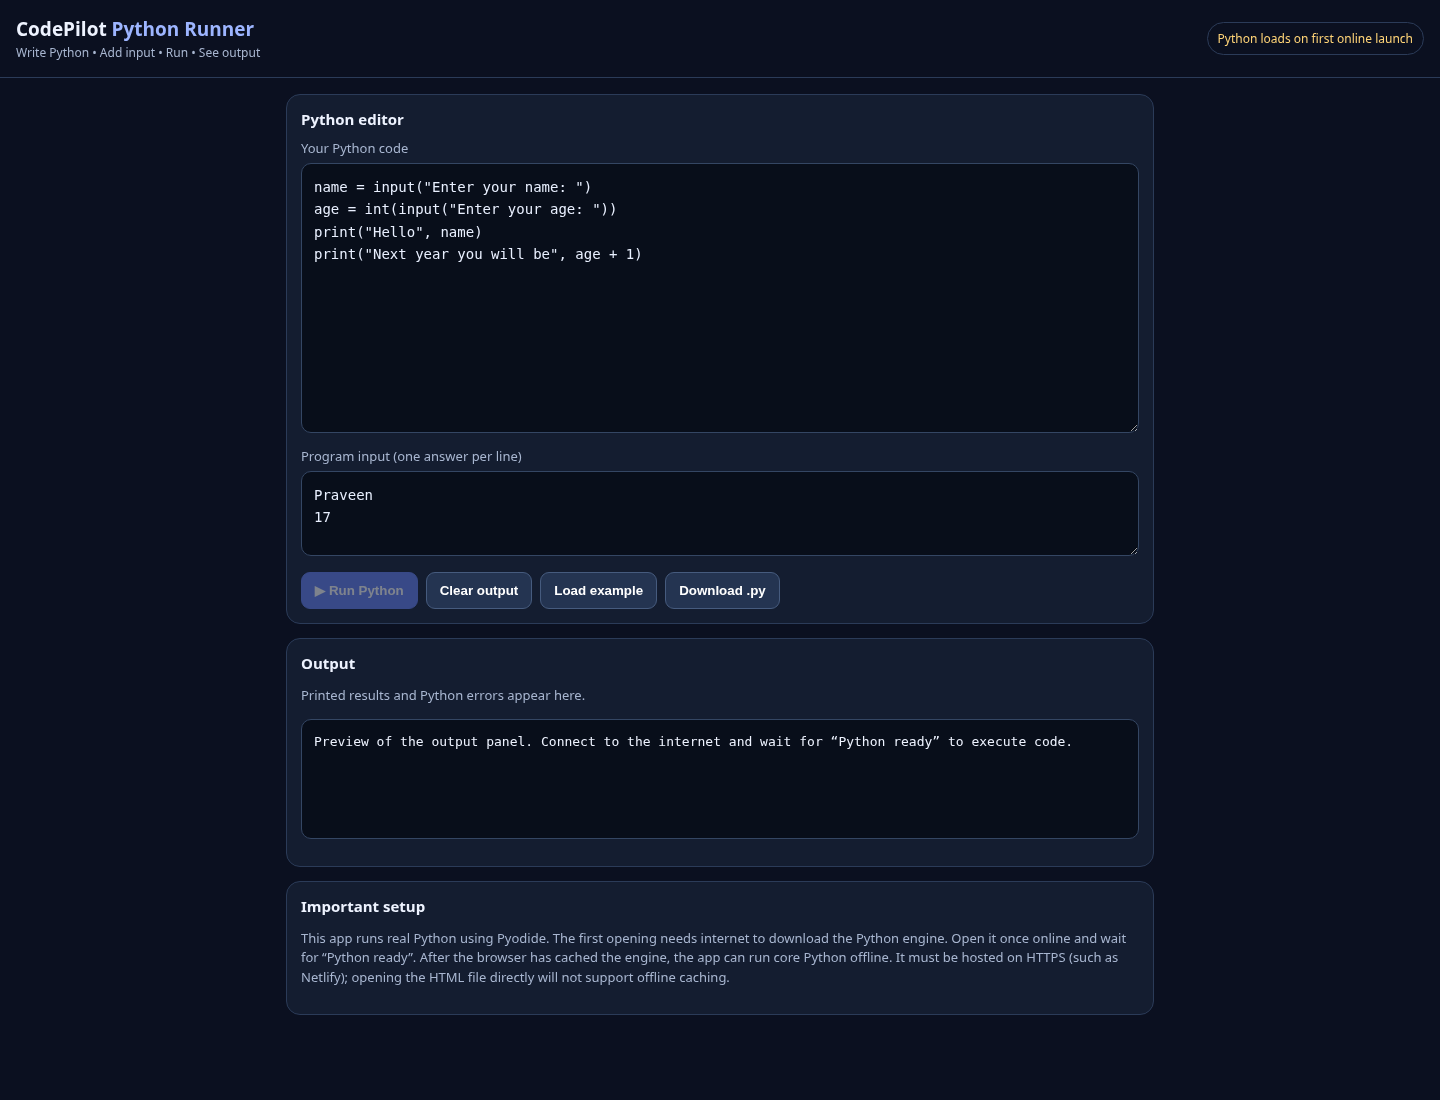 CodePilot Python Runner
Write Python • Add input • Run • See output
Python loads on first online launch
Python editor
Your Python code
name = input("Enter your name: ")
age = int(input("Enter your age: "))
print("Hello", name)
print("Next year you will be", age + 1)
Program input (one answer per line)
Praveen
17
▶ Run Python
Clear output
Load example
Download .py
Output
Printed results and Python errors appear here.
Preview of the output panel. Connect to the internet and wait for “Python ready” to execute code.
Important setup
This app runs real Python using Pyodide. The first opening needs internet to download the Python engine. Open it once online and wait
for “Python ready”. After the browser has cached the engine, the app can run core Python offline. It must be hosted on HTTPS (such as
Netlify); opening the HTML file directly will not support offline caching.